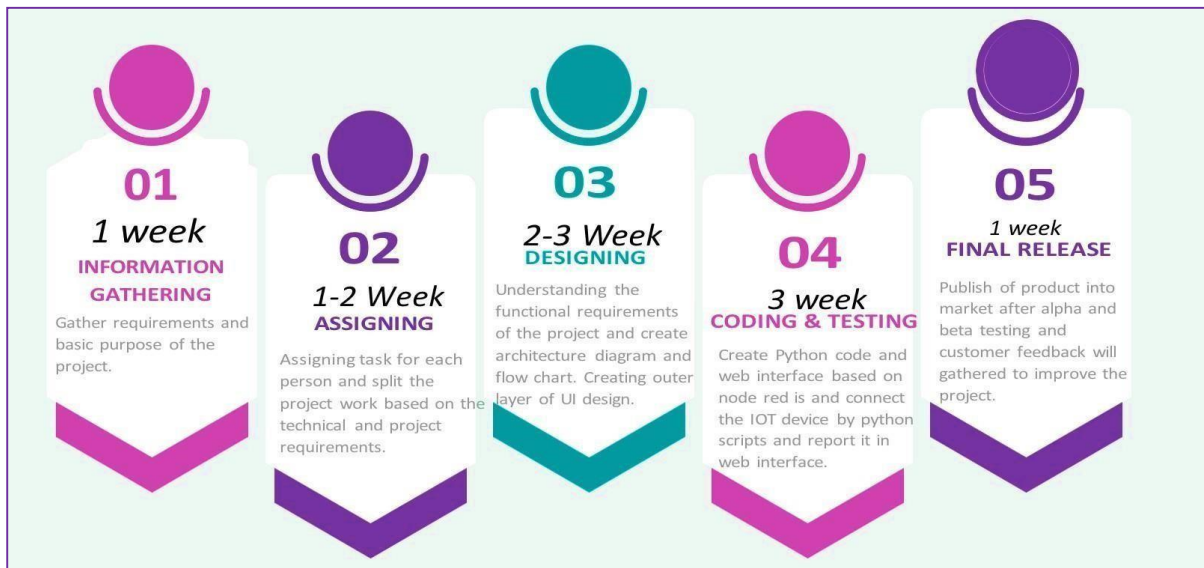 01
1 week
INFORMATION
GATHERING
Gather requirements and
basic purpose of the
project.
02
1-2 Week
ASSIGNING
Assigning task for each
person and split the
project work based on the
technical and project
requirements.
03
2-3 Week
DESIGNING
Understanding the
functional requirements
of the project and create
architecture diagram and
flow chart. Creating outer
layer of UI design.
04
3 week
CODING & TESTING
Create Python code and
web interface based on
node red is and connect
the IOT device by python
scripts and report it in
web interface.
05
1 week
FINAL RELEASE
Publish of product into
market after alpha and
beta testing and
customer feedback will
gathered to improve the
project.